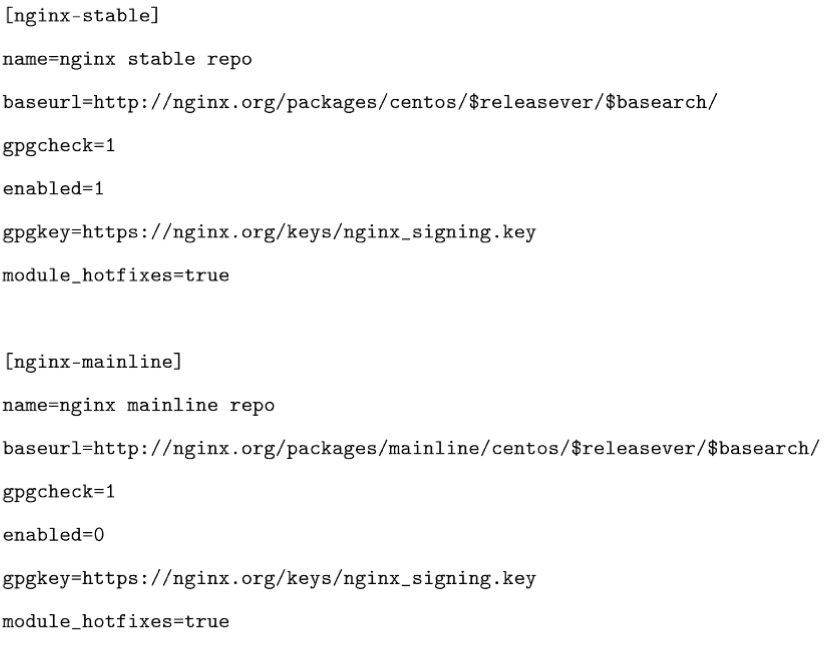 [nginx-stable]
name=nginx stable repo
baseurl=http://nginx.org/packages/centos/$releasever/$basearch/
gpgcheck=1
enabled=1
gpgkey=https://nginx.org/keys/nginx_signing.key
module_hotfixes=true
[nginx-mainline]
name=nginx mainline repo
baseurl=http://nginx.org/packages/mainline/centos/$releasever/$basearch/
gpgcheck=1
enabled=0
gpgkey=https://nginx.org/keys/nginx_signing.key
module_hotfixes=true